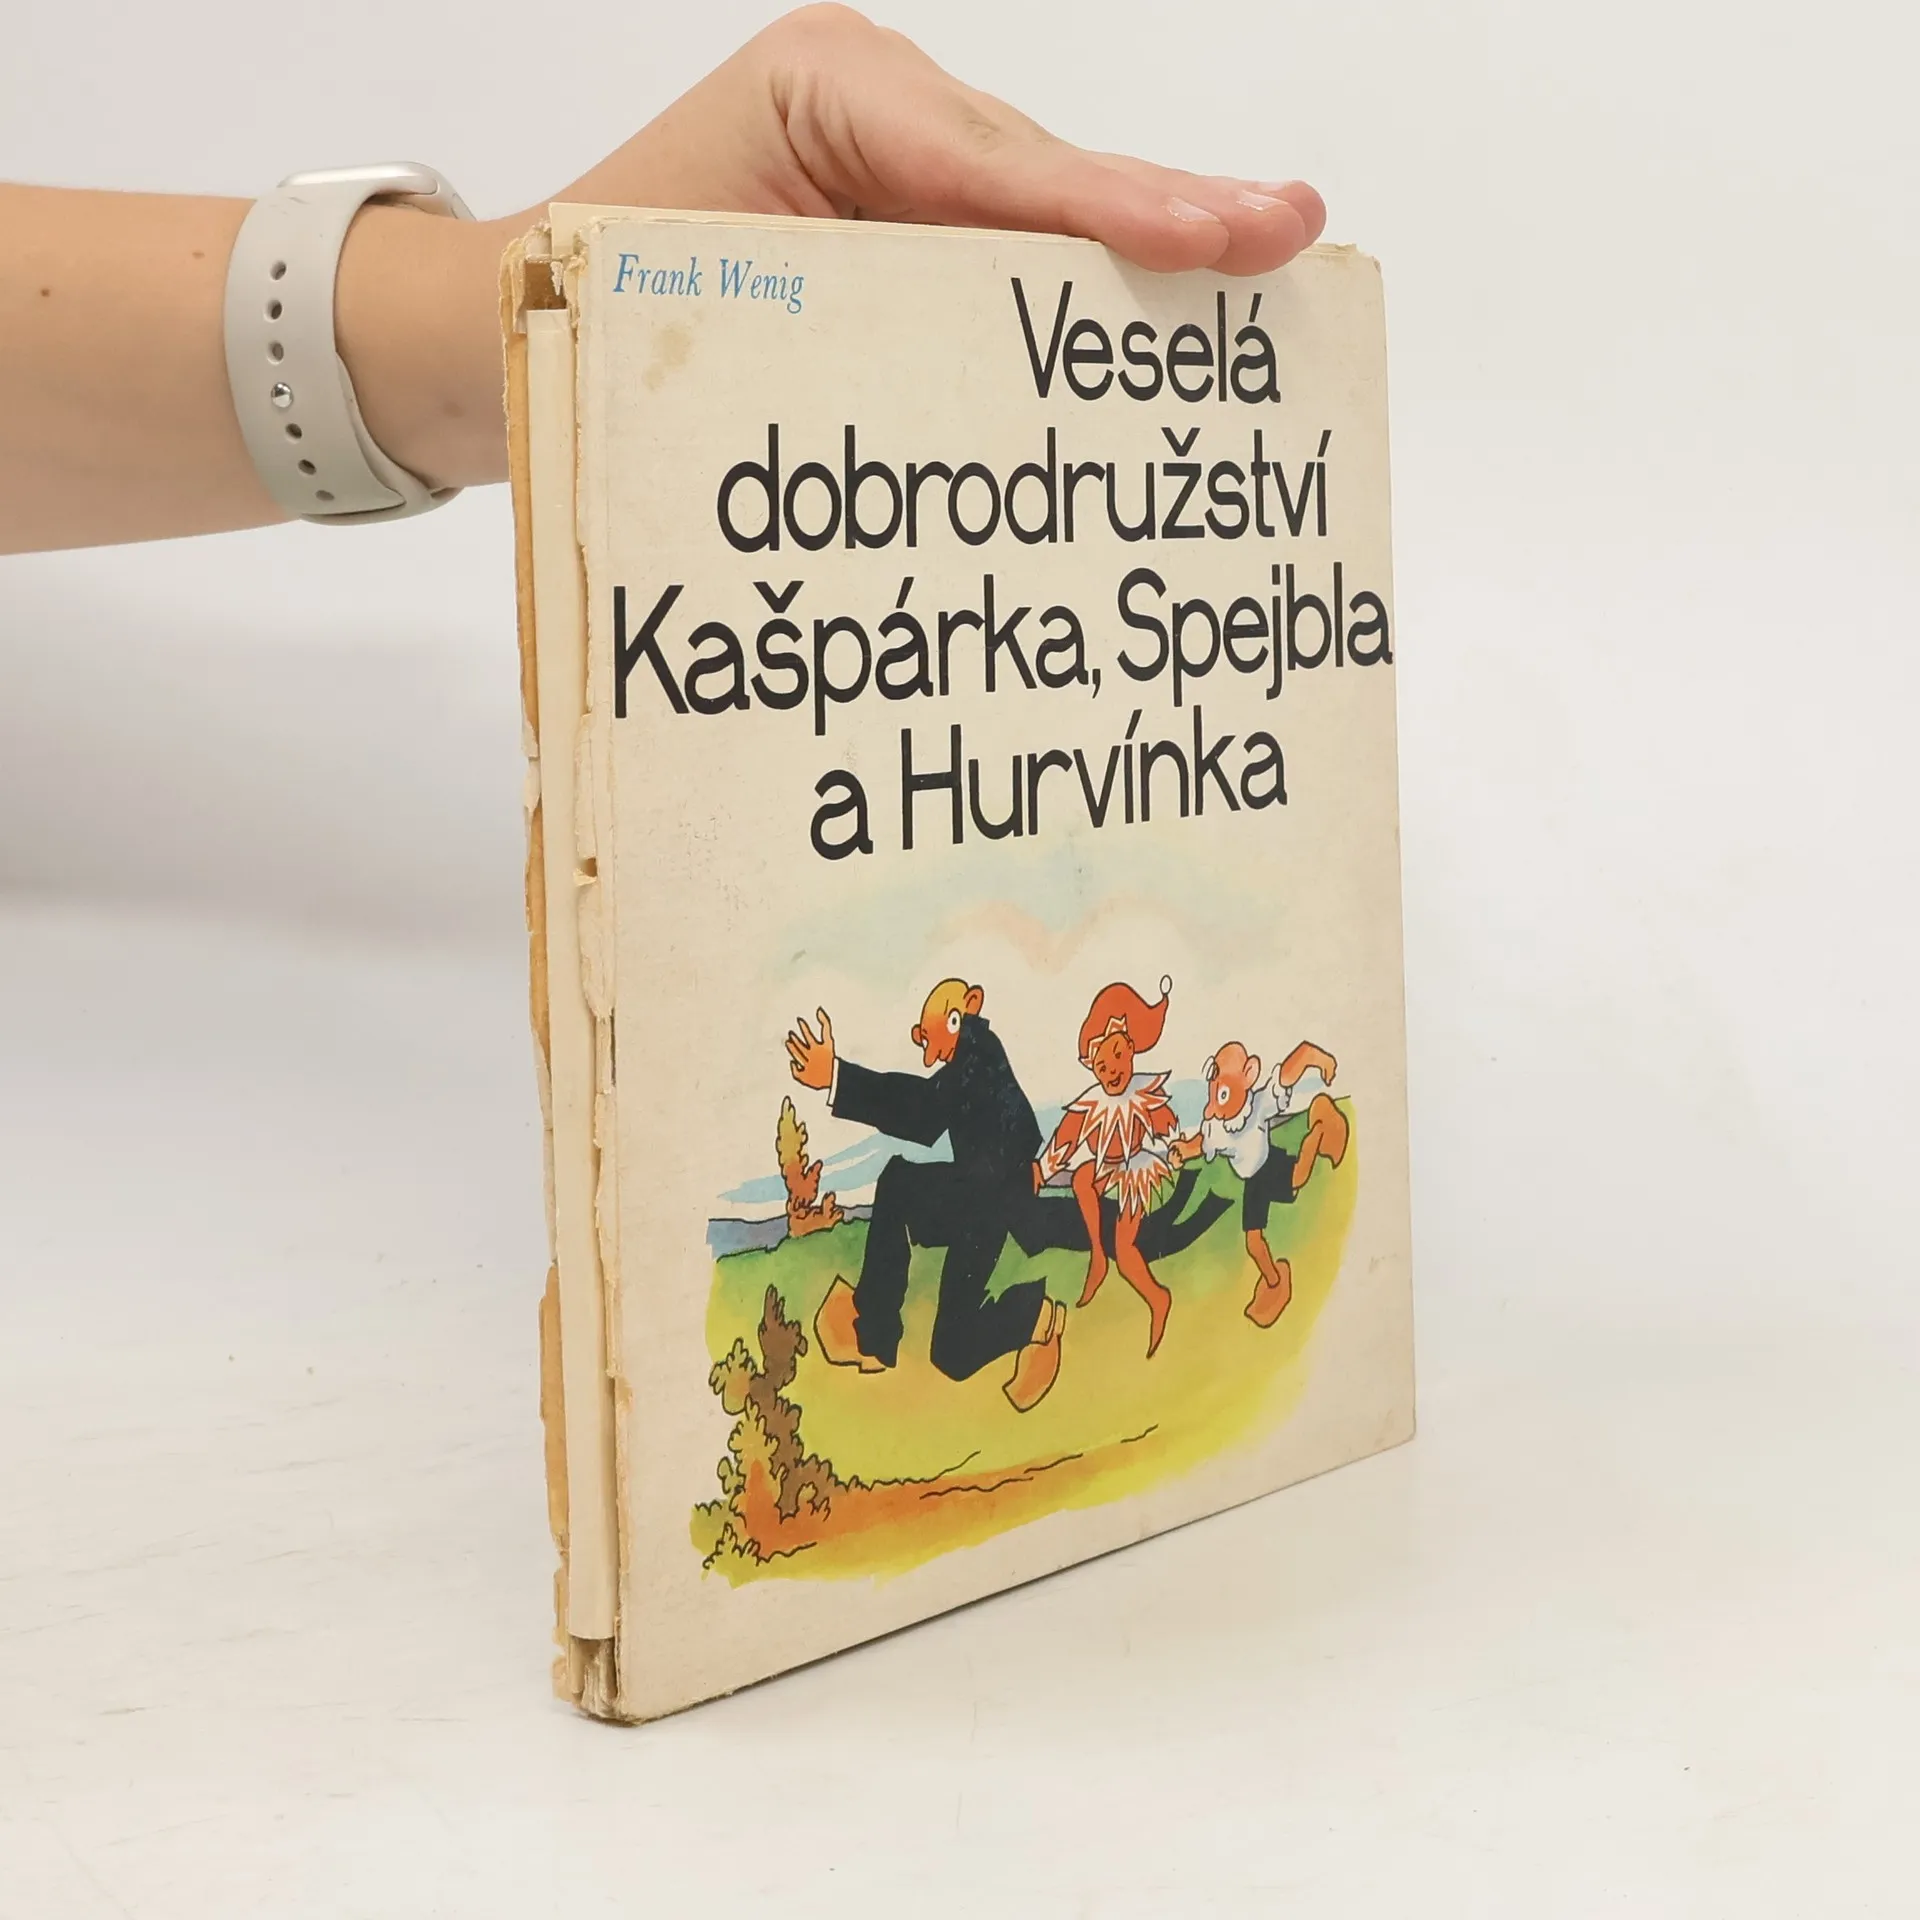 Frank Wenig
Veselá
dobrodružství
Kašpárka, Spejbla
a Hurvínka